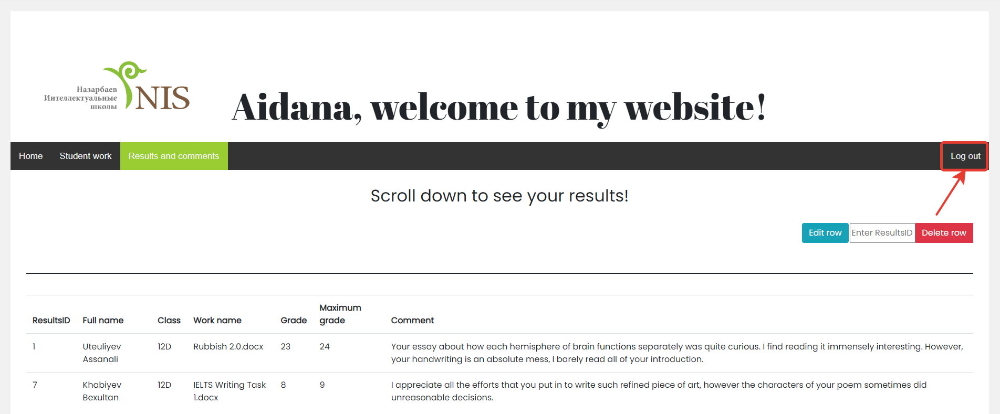 Назарбаев
Интеллектуальные
школы
NIS
Aidana, welcome to my website!
Home Student work Results and comments Log out
Scroll down to see your results!
Edit row Enter ResultsID Delete row
ResultsID Full name Class Work name Grade Maximum grade Comment
1 Uteuliyev Assanali 12D Rubbish 2.0.docx 23 24 Your essay about how each hemisphere of brain functions separately was quite curious. I find reading it immensely interesting. However,
your handwriting is an absolute mess, I barely read all of your introduction.
7 Khabiyev Bexultan 12D IELTS Writing Task 1.docx 8 9 I appreciate all the efforts that you put in to write such refined piece of art, however the characters of your poem sometimes did
unreasonable decisions.